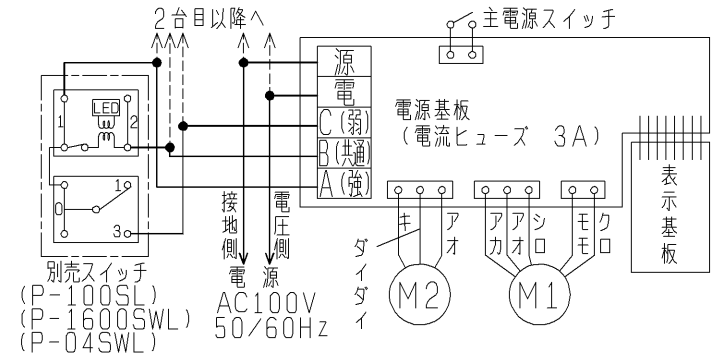 2台目以降へ
主電源スイッチ
源
電
C(弱)
B(共通)
A(強)
電源基板
(電流ヒューズ 3A)
表示基板
LED
1
2
0
1
3
接地側
電圧側
電 源
AC100V
50/60Hz
別売スイッチ
(P-100SL)
(P-1600SWL)
(P-04SWL)
キ
アオ
ダイダイ
アカ
アオ
シロ
モモ
クロ
M2
M1